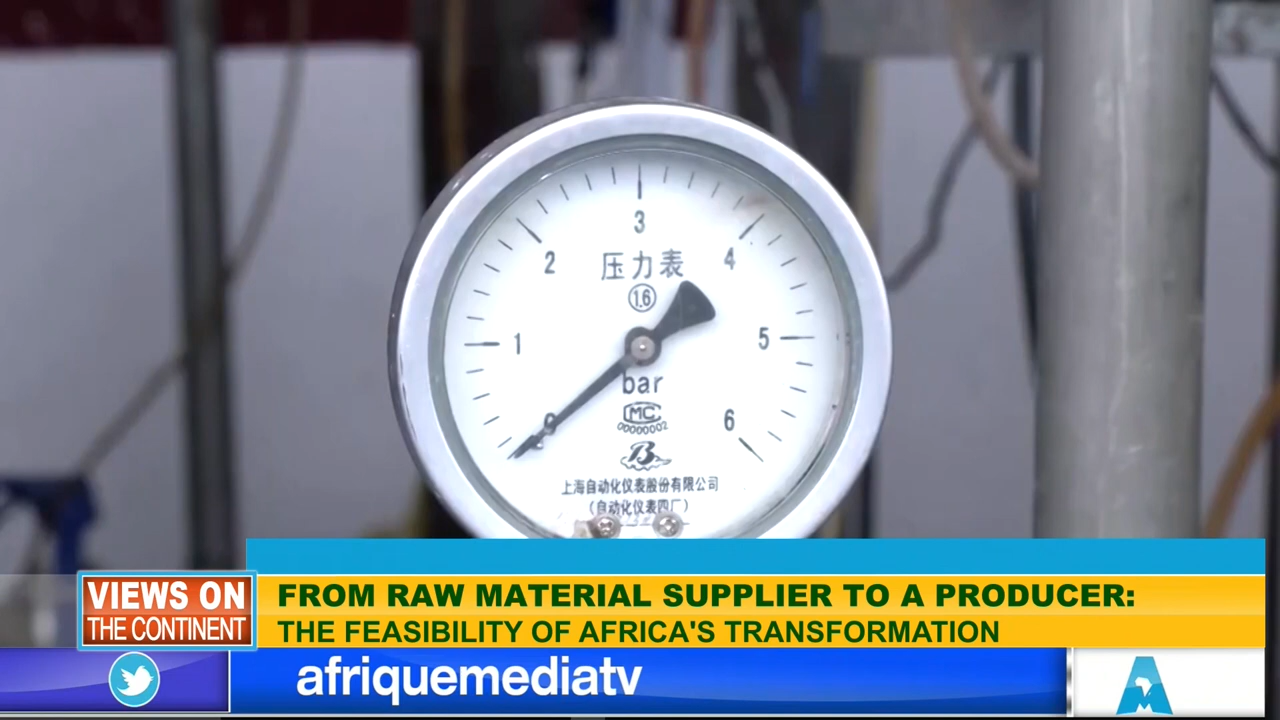 3
2
4
压力表
1.6
1
5
bar
0
6
MC
00000002
B
上海自动化仪表股份有限公司
(自动化仪表四厂)
VIEWS ON
THE CONTINENT
FROM RAW MATERIAL SUPPLIER TO A PRODUCER:
THE FEASIBILITY OF AFRICA'S TRANSFORMATION
afriquemediatv
A